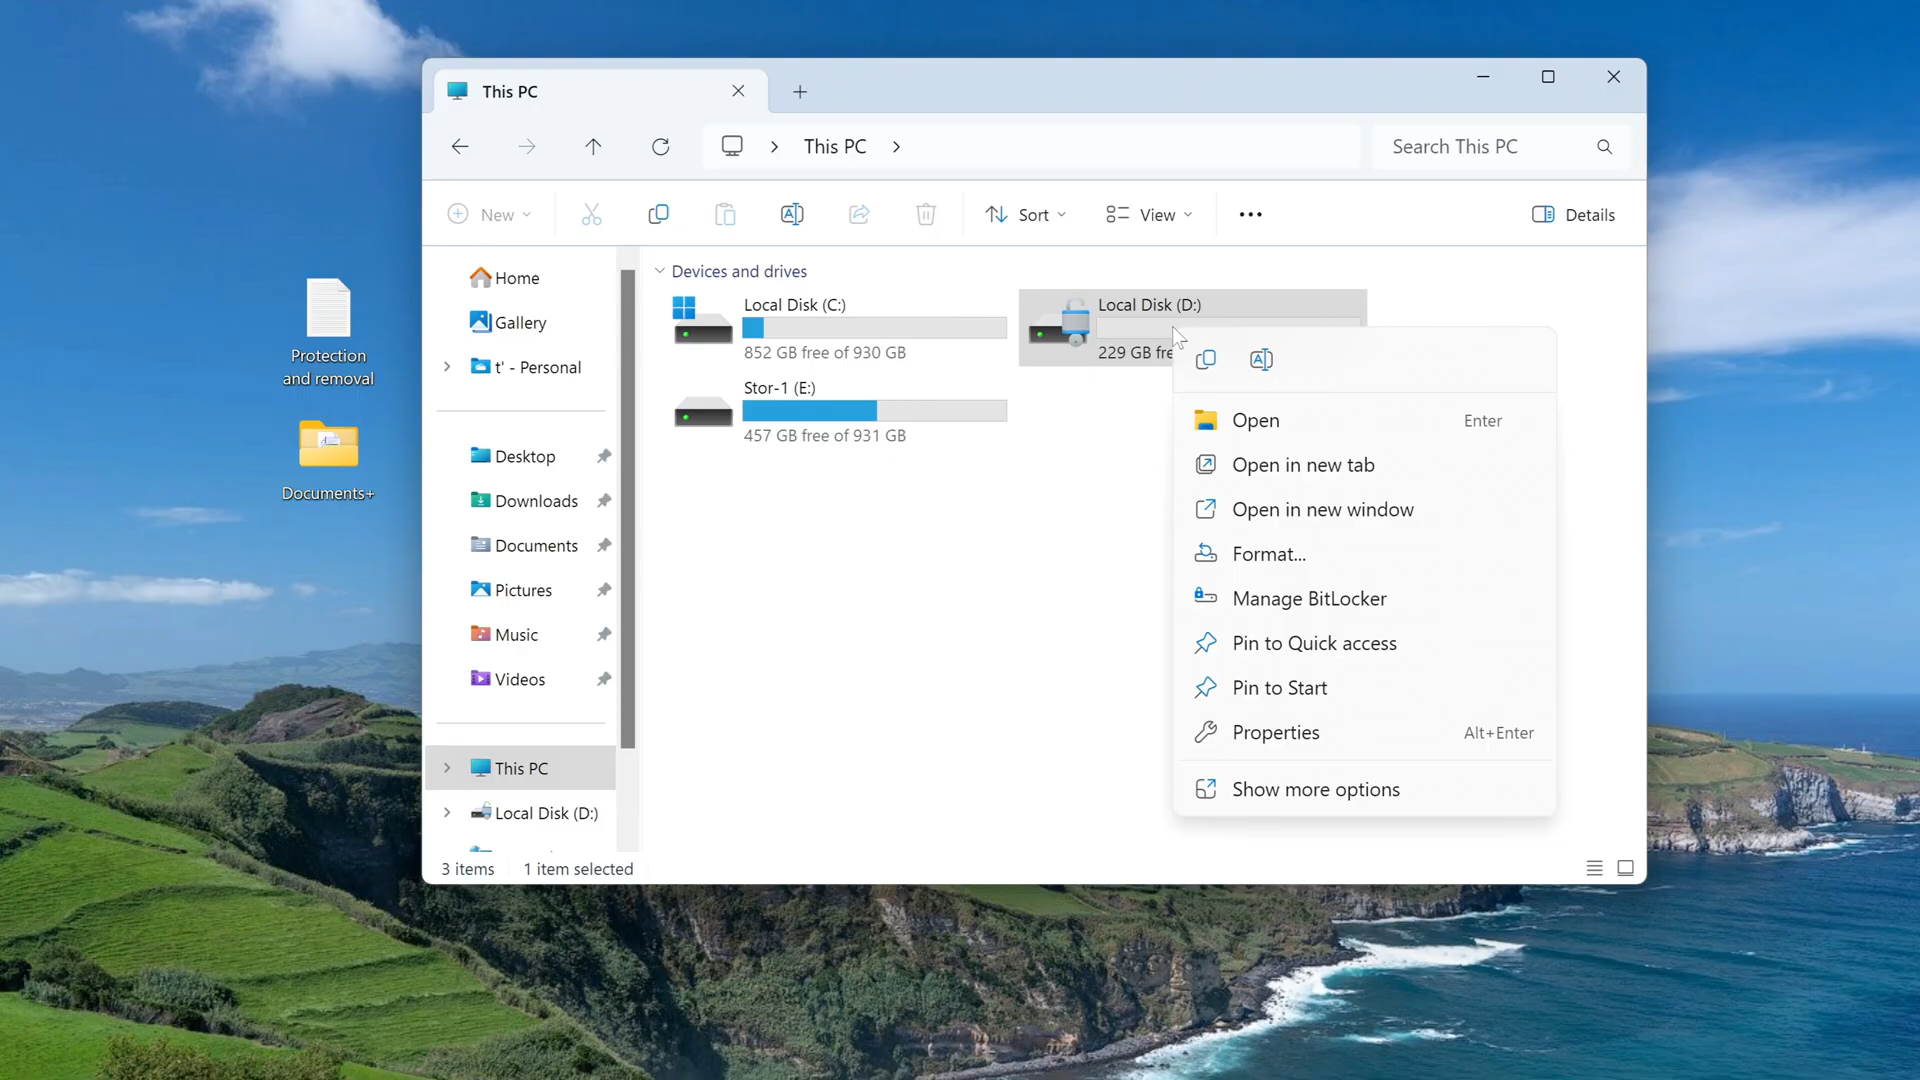 This PC
This PC
Search This PC
New
Sort
View
Details
Home
Gallery
t' - Personal
Desktop
Downloads
Documents
Pictures
Music
Videos
This PC
Local Disk (D:)
Devices and drives
Local Disk (C:)
852 GB free of 930 GB
Local Disk (D:)
229 GB fre
Stor-1 (E:)
457 GB free of 931 GB
Open Enter
Open in new tab
Open in new window
Format...
Manage BitLocker
Pin to Quick access
Pin to Start
Properties Alt+Enter
Show more options
3 items 1 item selected
Protection
and removal
Documents+